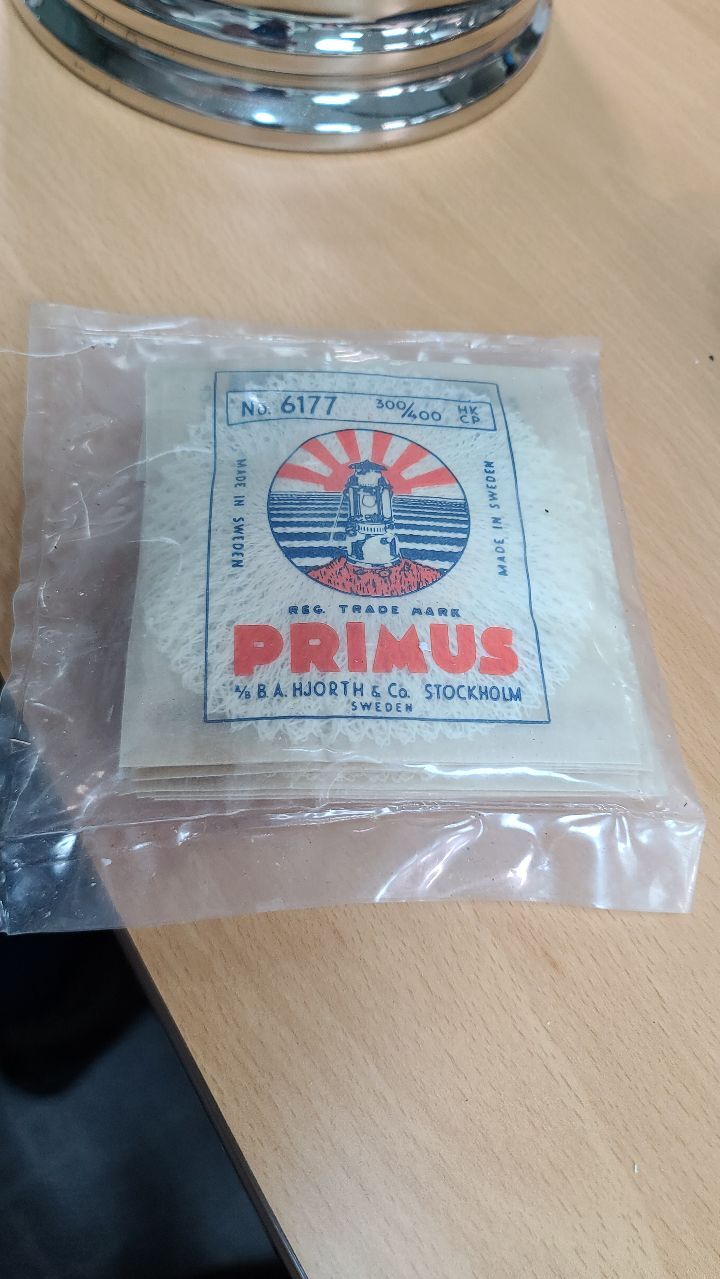 No. 6177 300/400 HK CP
MADE IN SWEDEN
MADE IN SWEDEN
REG. TRADE MARK
PRIMUS
A/B B. A. HJORTH & Co. STOCKHOLM
SWEDEN